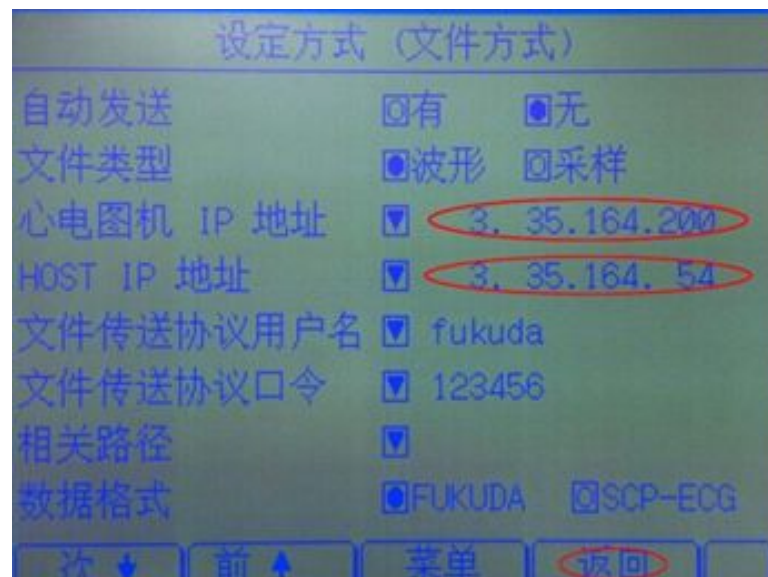 设定方式 (文件方式)
自动发送 有 无
文件类型 波形 采样
心电图机 IP 地址 3. 35.164.200
HOST IP 地址 3. 35.164. 54
文件传送协议用户名 fukuda
文件传送协议口令 123456
相关路径
数据格式 FUKUDA SCP-ECG
次 前 菜单 返回